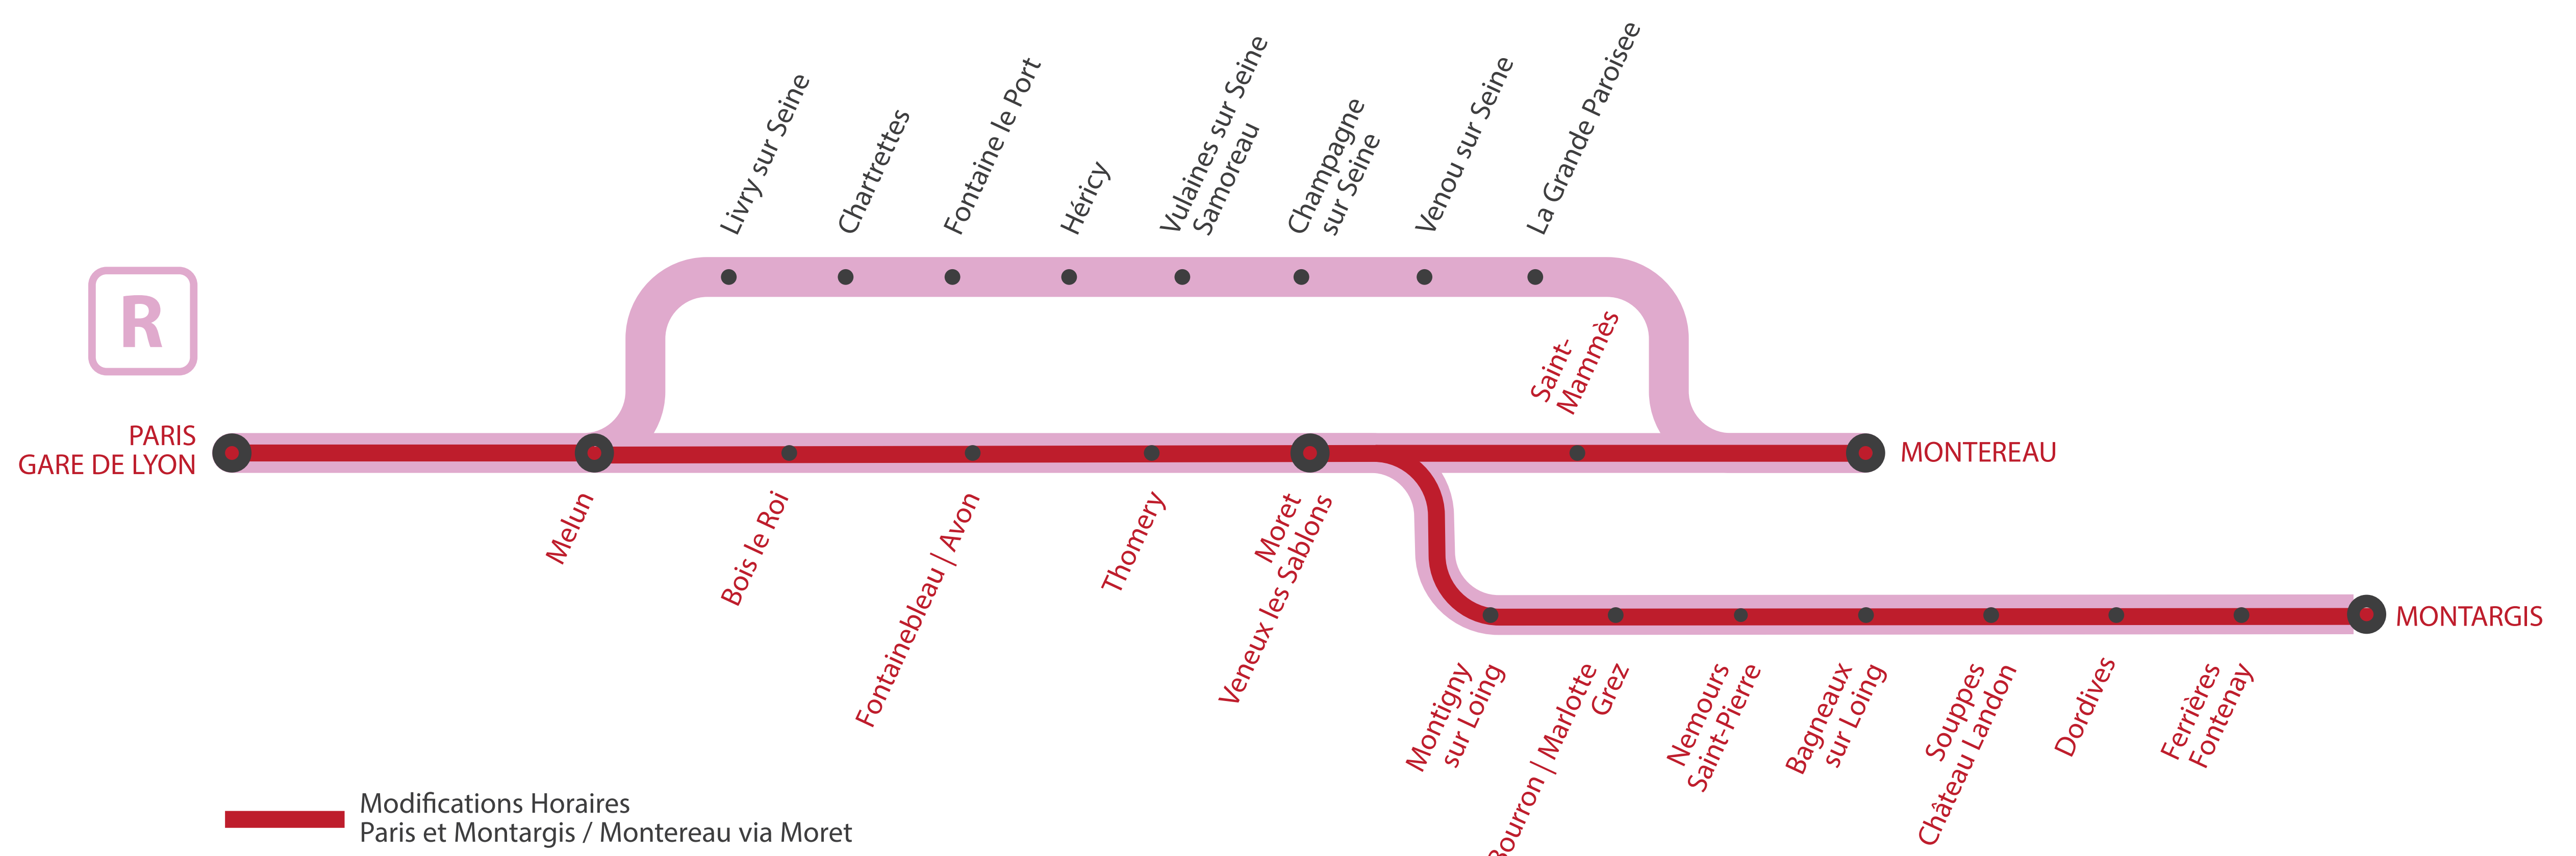 Livry sur Seine
Chartrettes
Fontaine le Port
Héricy
Vulaines sur Seine
Samoreau
Champagne
sur Seine
Venou sur Seine
La Grande Paroisee
R
Saint-
Mammès
PARIS
GARE DE LYON
MONTEREAU
Melun
Bois le Roi
Fontainebleau | Avon
Thomery
Moret
Veneux les Sablons
MONTARGIS
Montigny
sur Loing
Bourron | Marlotte
Grez
Nemours
Saint-Pierre
Bagneaux
sur Loing
Souppes
Château Landon
Dordives
Ferrières
Fontenay
Modifications Horaires
Paris et Montargis / Montereau via Moret